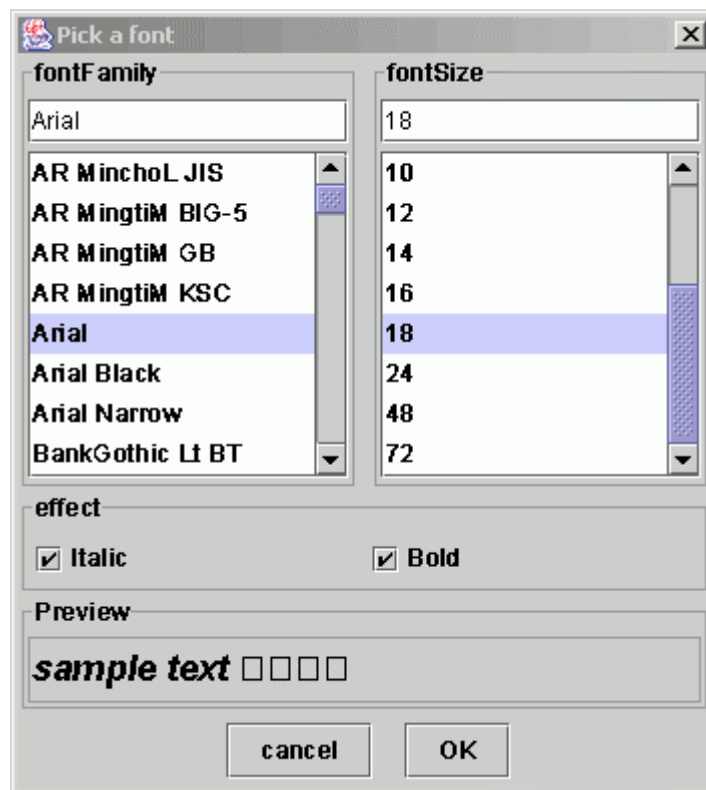 Pick a font
fontFamily
Arial
AR MinchoL JIS
AR MingtiM BIG-5
AR MingtiM GB
AR MingtiM KSC
Arial
Arial Black
Arial Narrow
BankGothic Lt BT
fontSize
18
10
12
14
16
18
24
48
72
effect
Italic
Bold
Preview
sample text □□□□
cancel
OK